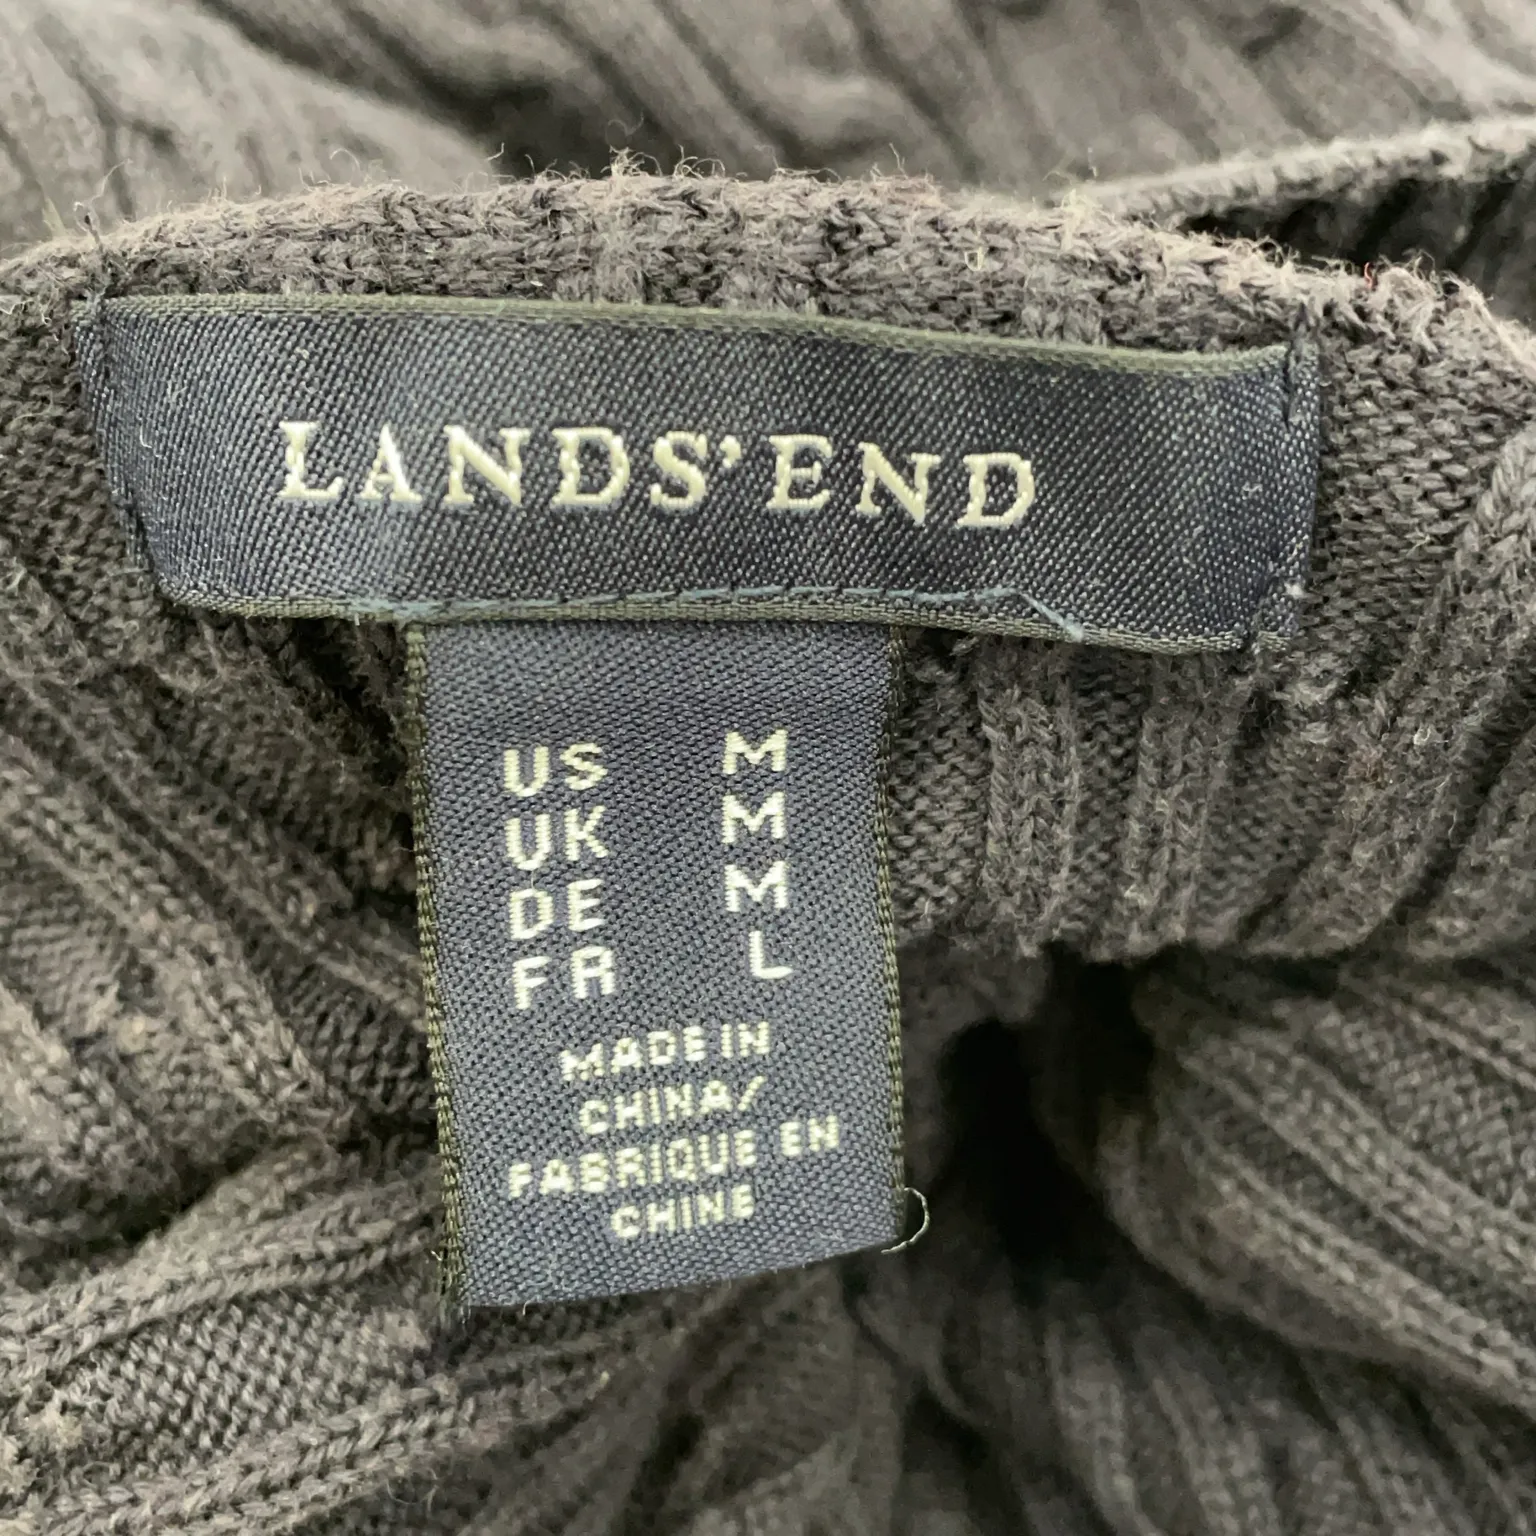 LANDS'END
US M
UK M
DE M
FR L
MADE IN
CHINA/
FABRIQUE EN
CHINE